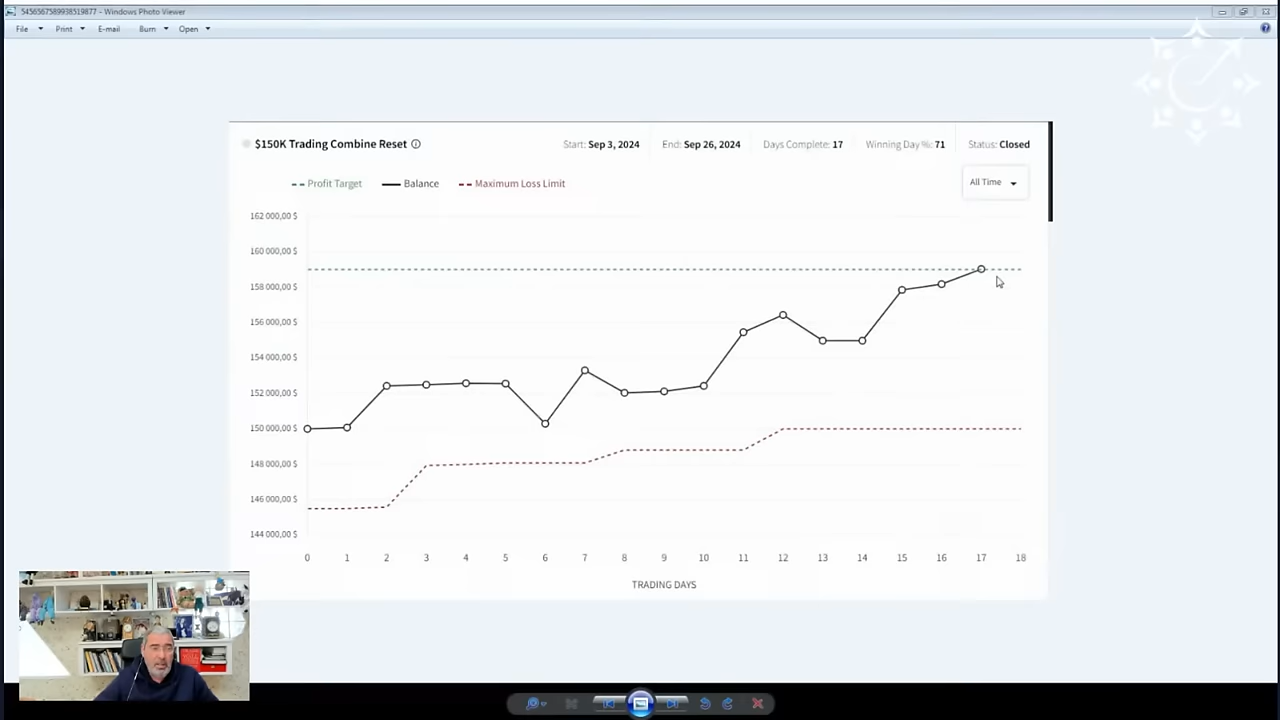 5456567589938519877 - Windows Photo Viewer
File Print E-mail Burn Open
$150K Trading Combine Reset Start: Sep 3, 2024 End: Sep 26, 2024 Days Complete: 17 Winning Day %: 71 Status: Closed
Profit Target Balance Maximum Loss Limit All Time
162 000,00 $
160 000,00 $
158 000,00 $
156 000,00 $
154 000,00 $
152 000,00 $
150 000,00 $
148 000,00 $
146 000,00 $
144 000,00 $
0 1 2 3 4 5 6 7 8 9 10 11 12 13 14 15 16 17 18
TRADING DAYS